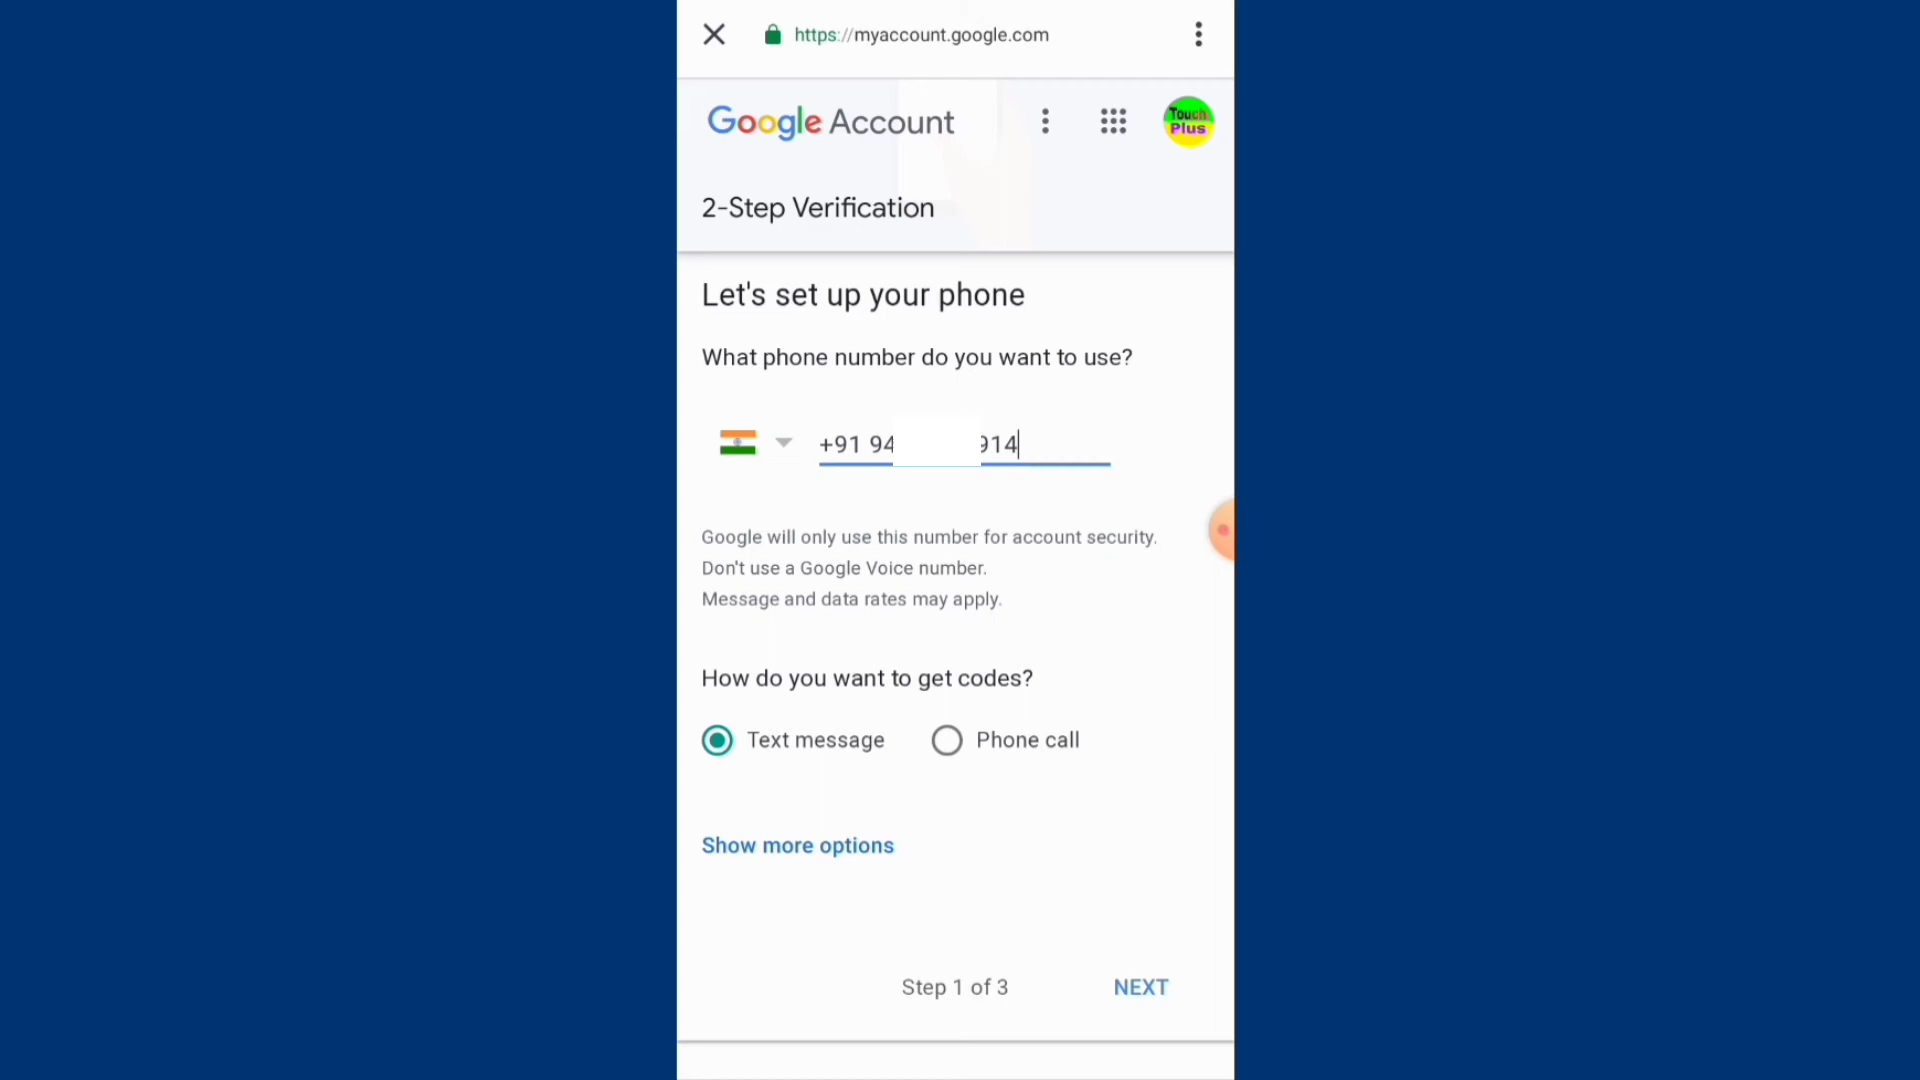 https://myaccount.google.com
Google Account
Touch
Plus
2-Step Verification
Let's set up your phone
What phone number do you want to use?
+91 94 914
Google will only use this number for account security.
Don't use a Google Voice number.
Message and data rates may apply.
How do you want to get codes?
Text message Phone call
Show more options
Step 1 of 3 NEXT